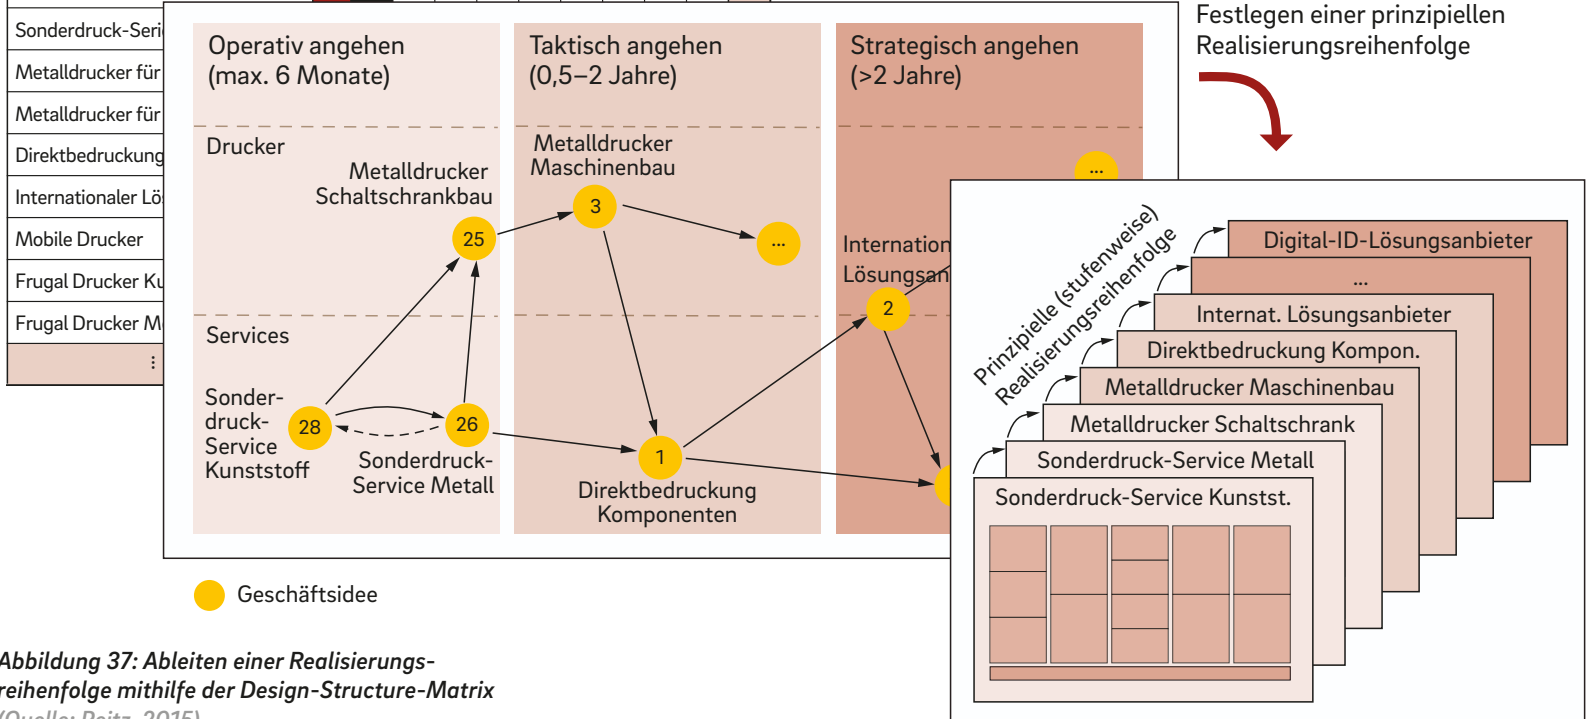 Sonderdruck-Seri
Metalldrucker für
Metalldrucker für
Direktbedruckung
Internationaler Lö
Mobile Drucker
Frugal Drucker Ku
Frugal Drucker M
⋮
Operativ angehen
(max. 6 Monate)
Taktisch angehen
(0,5–2 Jahre)
Strategisch angehen
(>2 Jahre)
Drucker
Metalldrucker
Schaltschrankbau
25
Metalldrucker
Maschinenbau
3
...
...
Internation
Lösungsan
2
Services
Sonder-
druck-
Service
Kunststoff
28
26
Sonderdruck-
Service Metall
1
Direktbedruckung
Komponenten
Festlegen einer prinzipiellen
Realisierungsreihenfolge
Prinzipielle (stufenweise)
Realisierungsreihenfolge
Digital-ID-Lösungsanbieter
...
Internat. Lösungsanbieter
Direktbedruckung Kompon.
Metalldrucker Maschinenbau
Metalldrucker Schaltschrank
Sonderdruck-Service Metall
Sonderdruck-Service Kunstst.
Geschäftsidee
Abbildung 37: Ableiten einer Realisierungs-
reihenfolge mithilfe der Design-Structure-Matrix
(Quelle: Peitz, 2015)